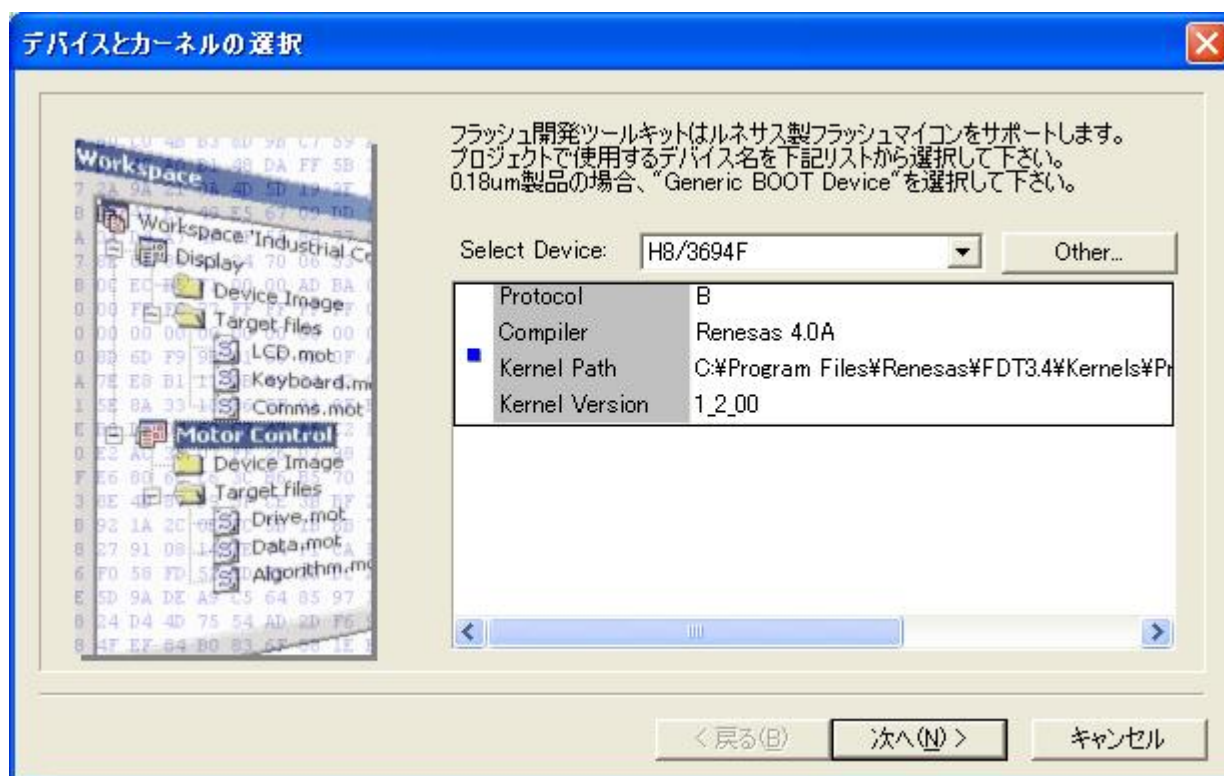 デバイスとカーネルの選択
フラッシュ開発ツールキットはルネサス製フラッシュマイコンをサポートします。
プロジェクトで使用するデバイス名を下記リストから選択して下さい。
0.18um製品の場合、"Generic BOOT Device"を選択して下さい。
Select Device:
H8/3694F
Other...
Protocol B
Compiler Renesas 4.0A
Kernel Path C:¥Program Files¥Renesas¥FDT3.4¥Kernels¥Pr
Kernel Version 1_2_00
Workspace
Workspace 'Industrial Co
Display
Device Image
Target files
LCD.mot
Keyboard.mo
Comms.mot
Motor Control
Device Image
Target files
Drive.mot
Data.mot
Algorithm.mo
< 戻る(B)
次へ(N) >
キャンセル